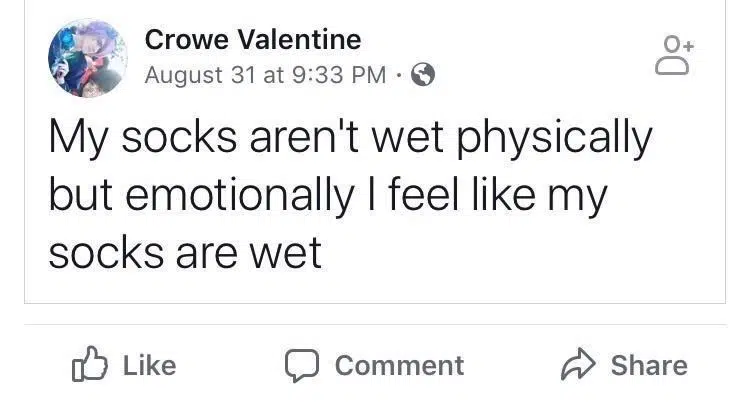 Crowe Valentine
August 31 at 9:33 PM ·
My socks aren't wet physically
but emotionally I feel like my
socks are wet
Like Comment Share